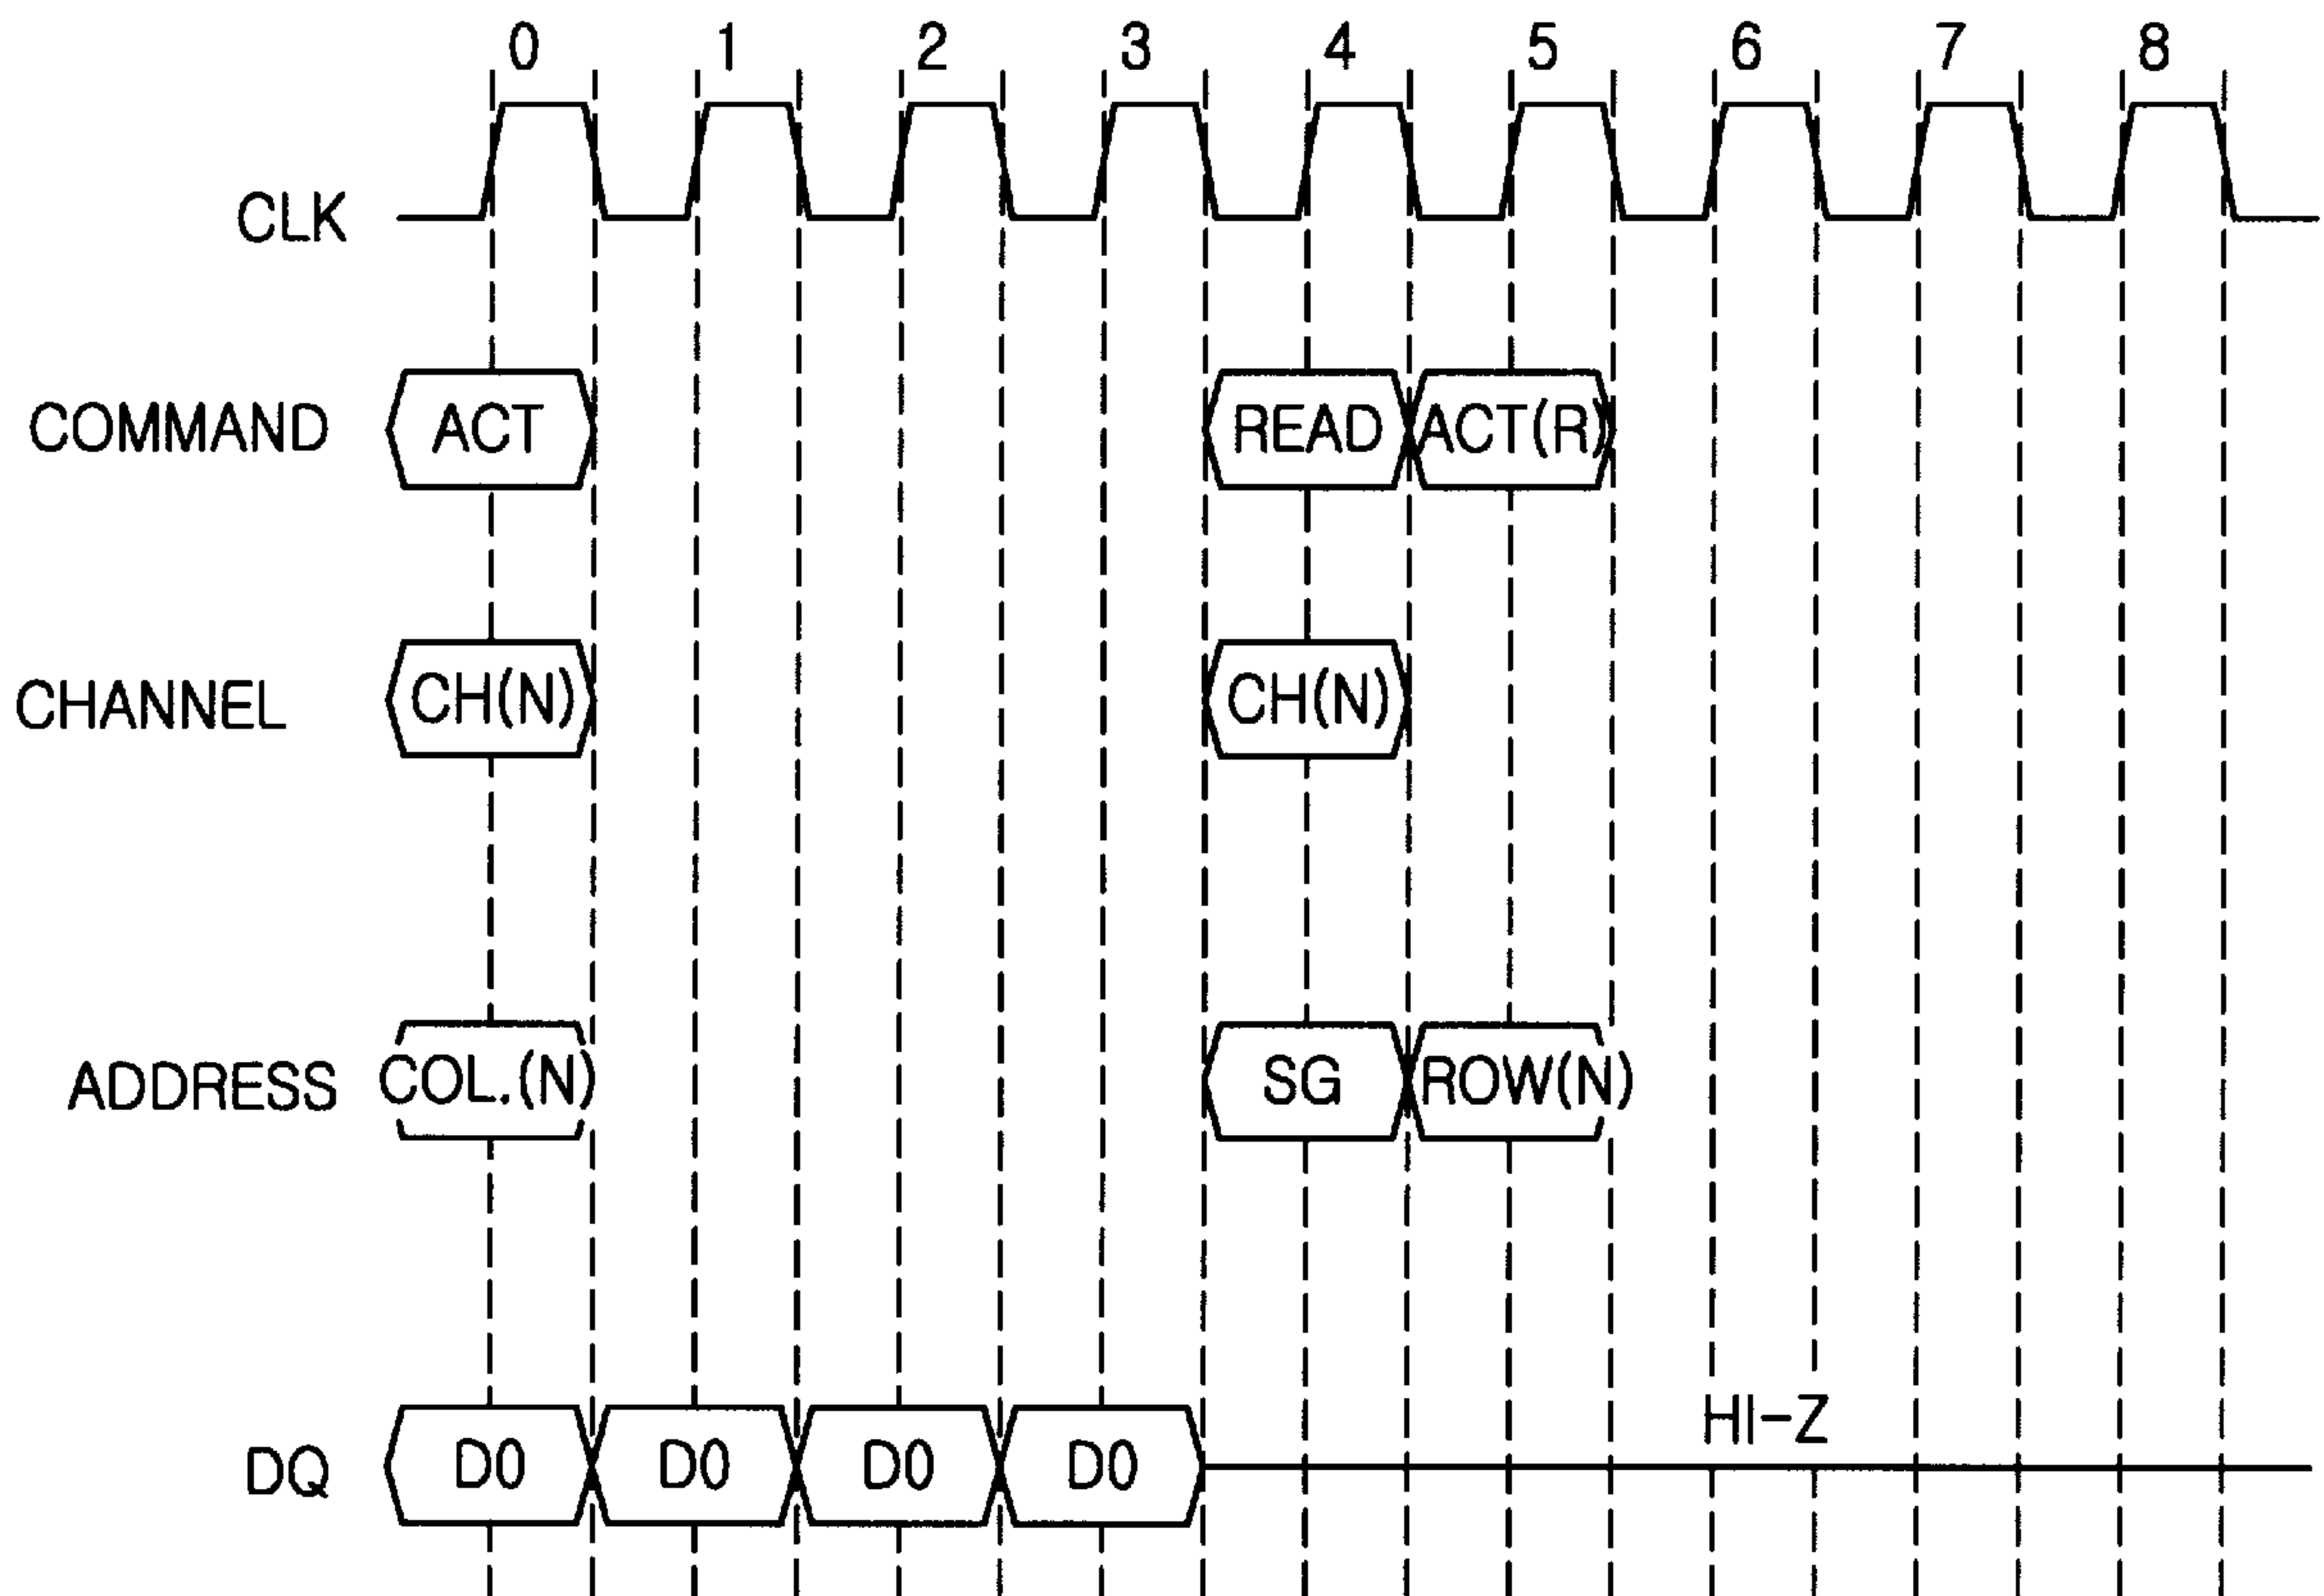 0 1 2 3 4 5 6 7 8
CLK
COMMAND ACT READ ACT(R)
CHANNEL CH(N) CH(N)
ADDRESS COL.(N) SG ROW(N)
HI-Z
DQ D0 D0 D0 D0